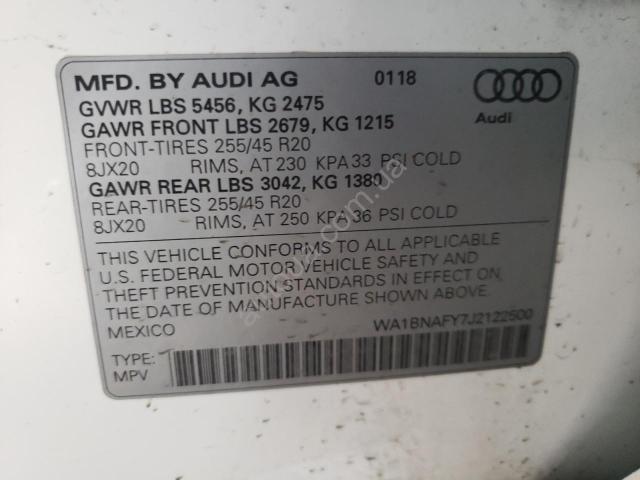 MFD. BY AUDI AG 0118
GVWR LBS 5456, KG 2475
GAWR FRONT LBS 2679, KG 1215
Audi
FRONT-TIRES 255/45 R20
8JX20 RIMS, AT 230 KPA 33 PSI COLD
GAWR REAR LBS 3042, KG 1380
REAR-TIRES 255/45 R20
8JX20 RIMS, AT 250 KPA 36 PSI COLD
THIS VEHICLE CONFORMS TO ALL APPLICABLE
U.S. FEDERAL MOTOR VEHICLE SAFETY AND
THEFT PREVENTION STANDARDS IN EFFECT ON
THE DATE OF MANUFACTURE SHOWN ABOVE.
MEXICO WA1BNAFY7J2122500
TYPE:
MPV